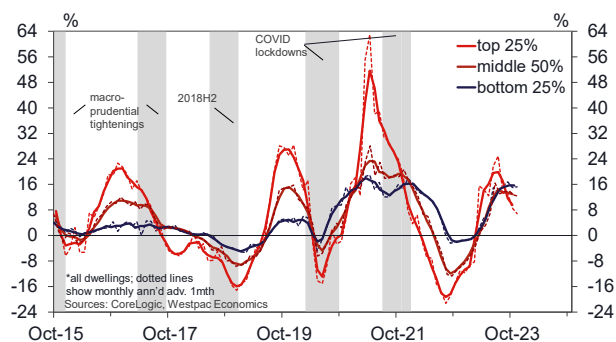 % %
64 64
56 56
48 48
40 40
32 32
24 24
16 16
8 8
0 0
-8 -8
-16 -16
-24 -24
COVID
lockdowns
top 25%
middle 50%
bottom 25%
macro-
prudential
tightenings
2018H2
*all dwellings; dotted lines
show monthly ann'd adv. 1mth
Sources: CoreLogic, Westpac Economics
Oct-15 Oct-17 Oct-19 Oct-21 Oct-23